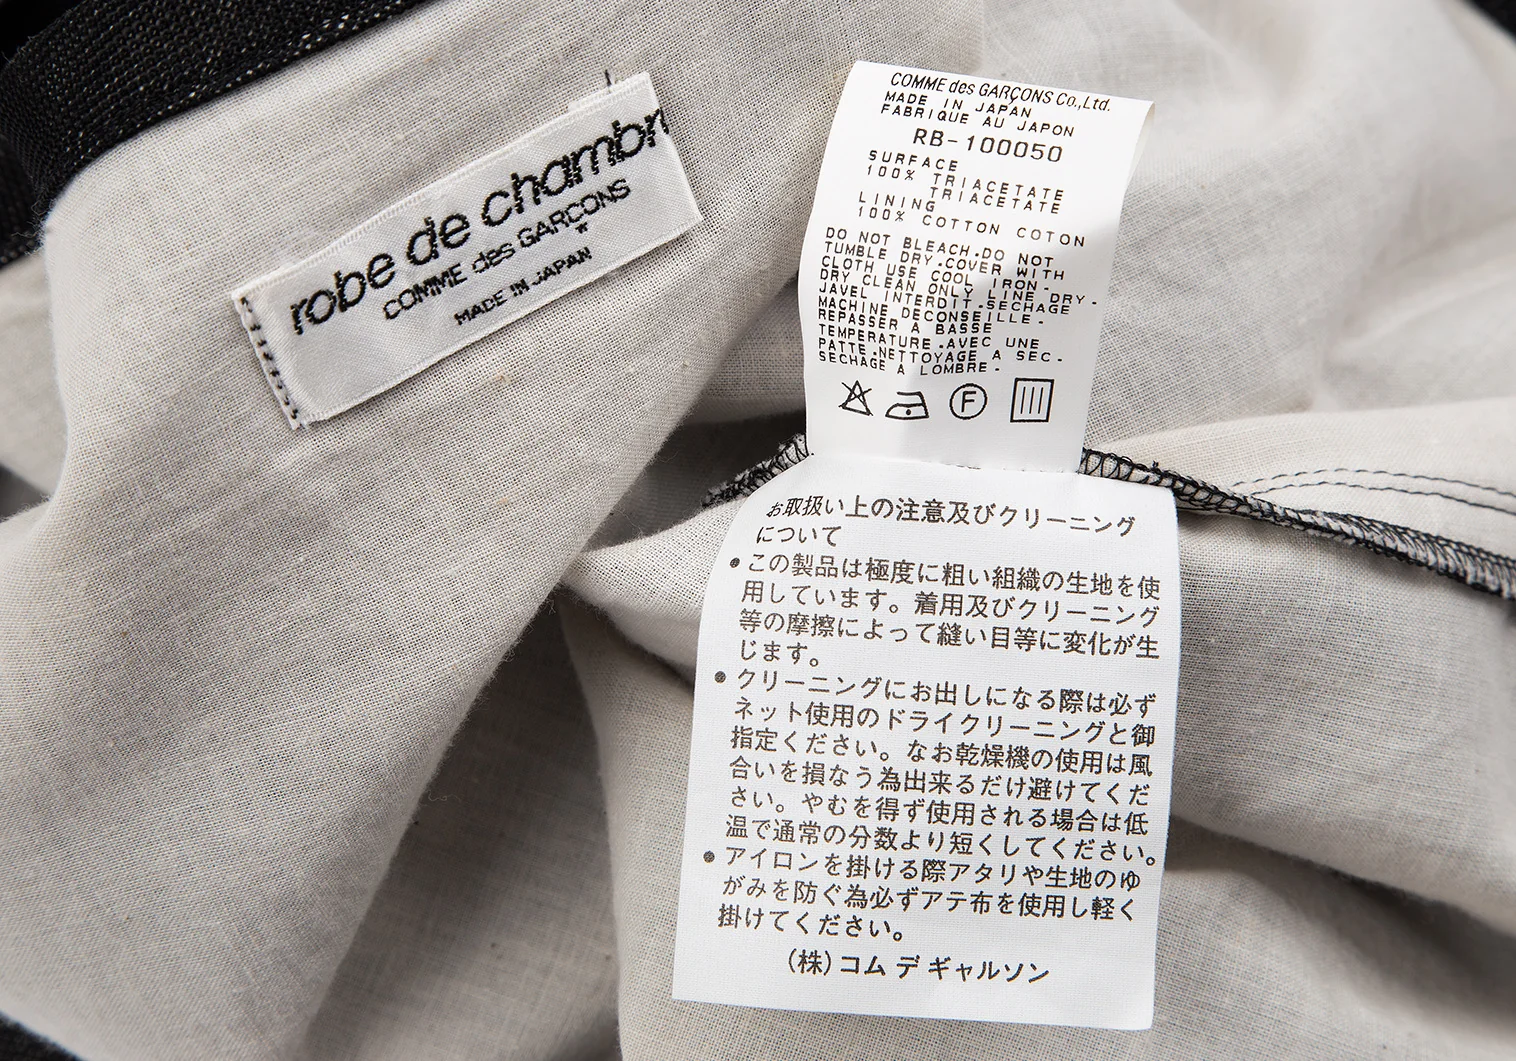 robe de chambr
COMME des GARÇONS
*
MADE IN JAPAN
COMME des GARÇONS Co.,Ltd.
MADE IN JAPAN
FABRIQUE AU JAPON
RB-100050
SURFACE
100% TRIACETATE
TRIACETATE
LINING
100% COTTON COTON
DO NOT BLEACH.DO NOT
TUMBLE DRY.COVER WITH
CLOTH USE COOL IRON.
DRY CLEAN ONLY LINE DRY.
JAVEL INTERDIT.SECHAGE
MACHINE DECONSEILLE.
REPASSER A BASSE
TEMPERATURE.AVEC UNE
PATTE.NETTOYAGE A SEC.
SECHAGE A LOMBRE.
F
お取扱い上の注意及びクリーニング
について
●この製品は極度に粗い組織の生地を使
用しています。着用及びクリーニング
等の摩擦によって縫い目等に変化が生
じます。
●クリーニングにお出しになる際は必ず
ネット使用のドライクリーニングと御
指定ください。なお乾燥機の使用は風
合いを損なう為出来るだけ避けてくだ
さい。やむを得ず使用される場合は低
温で通常の分数より短くしてください。
●アイロンを掛ける際アタリや生地のゆ
がみを防ぐ為必ずアテ布を使用し軽く
掛けてください。
(株)コム デ ギャルソン